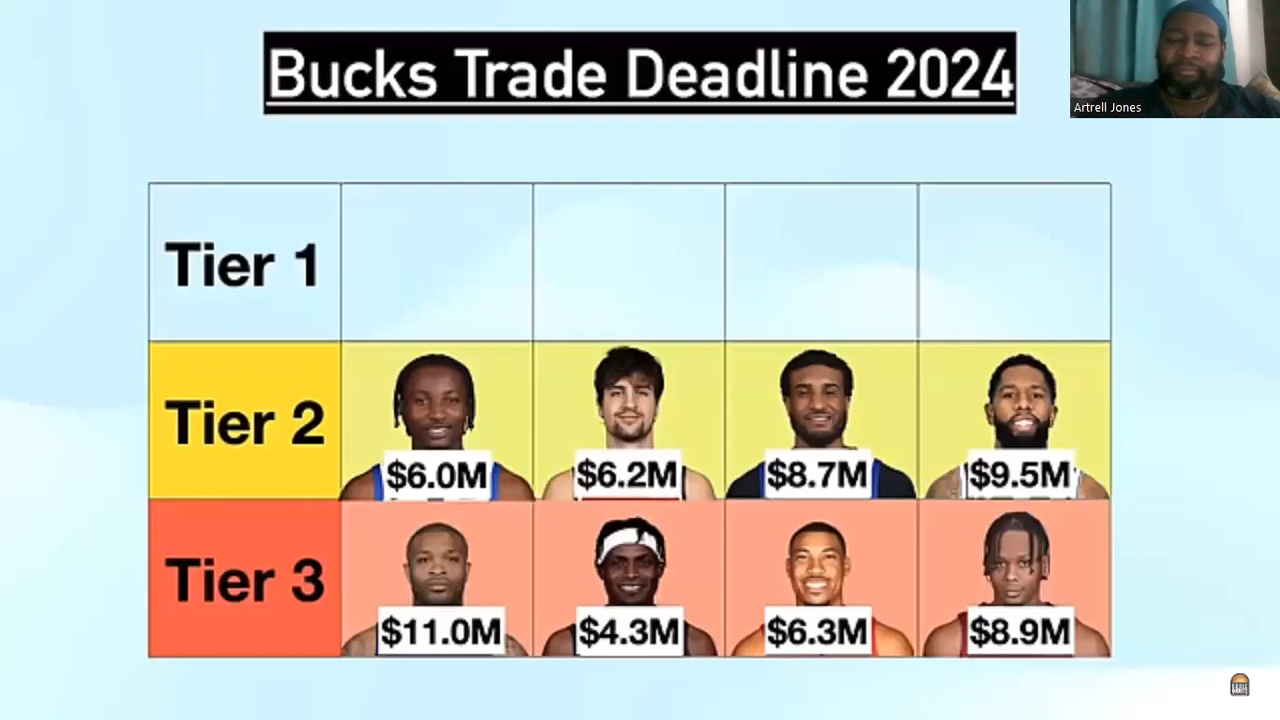 Bucks Trade Deadline 2024
Artrell Jones
Tier 1
Tier 2
$6.0M
$6.2M
$8.7M
$9.5M
Tier 3
$11.0M
$4.3M
$6.3M
$8.9M